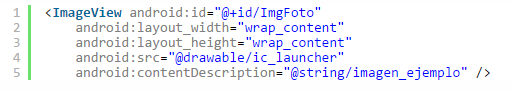 1 <ImageView android:id="@+id/ImgFoto"
2 android:layout_width="wrap_content"
3 android:layout_height="wrap_content"
4 android:src="@drawable/ic_launcher"
5 android:contentDescription="@string/imagen_ejemplo" />